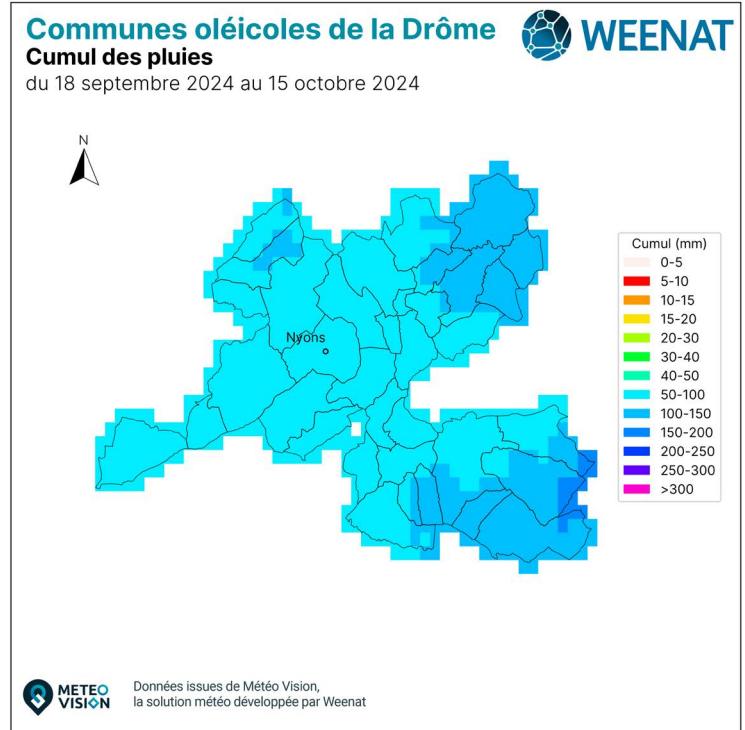 Communes oléicoles de la Drôme
WEENAT
Cumul des pluies
du 18 septembre 2024 au 15 octobre 2024
N
Cumul (mm)
0-5
5-10
10-15
15-20
20-30
30-40
40-50
50-100
100-150
150-200
200-250
250-300
>300
Nyons
METEO
VISION
Données issues de Météo Vision,
la solution météo développée par Weenat